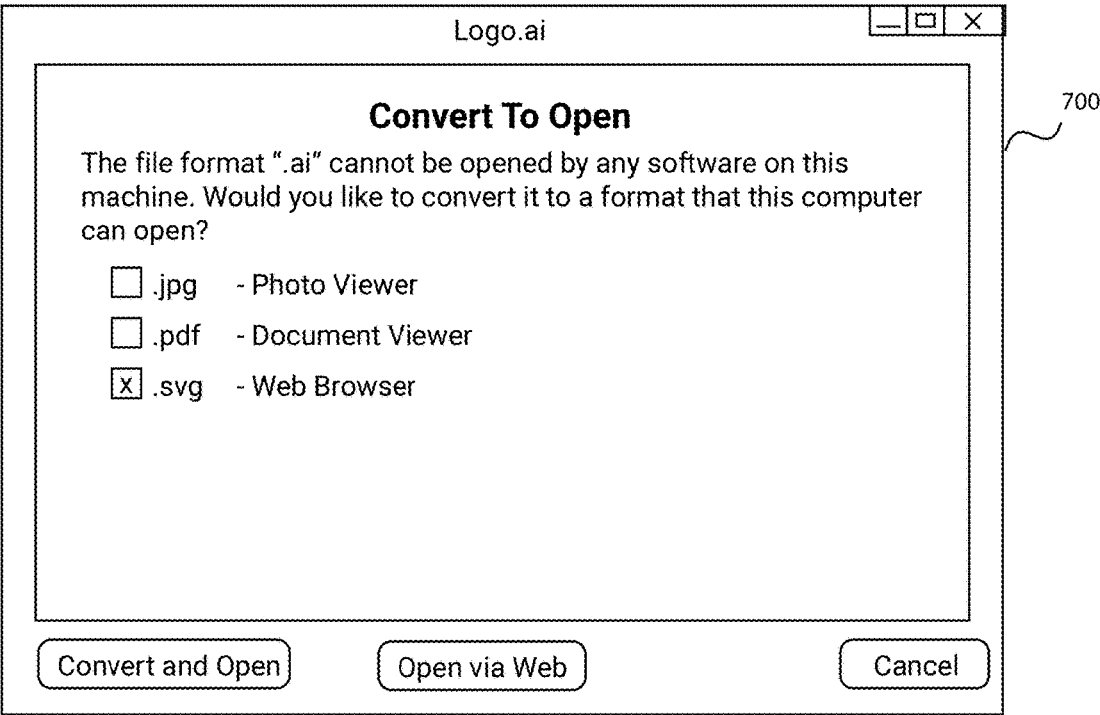 Logo.ai
700
Convert To Open
The file format “.ai” cannot be opened by any software on this
machine. Would you like to convert it to a format that this computer
can open?
.jpg - Photo Viewer
.pdf - Document Viewer
x .svg - Web Browser
Convert and Open Open via Web Cancel